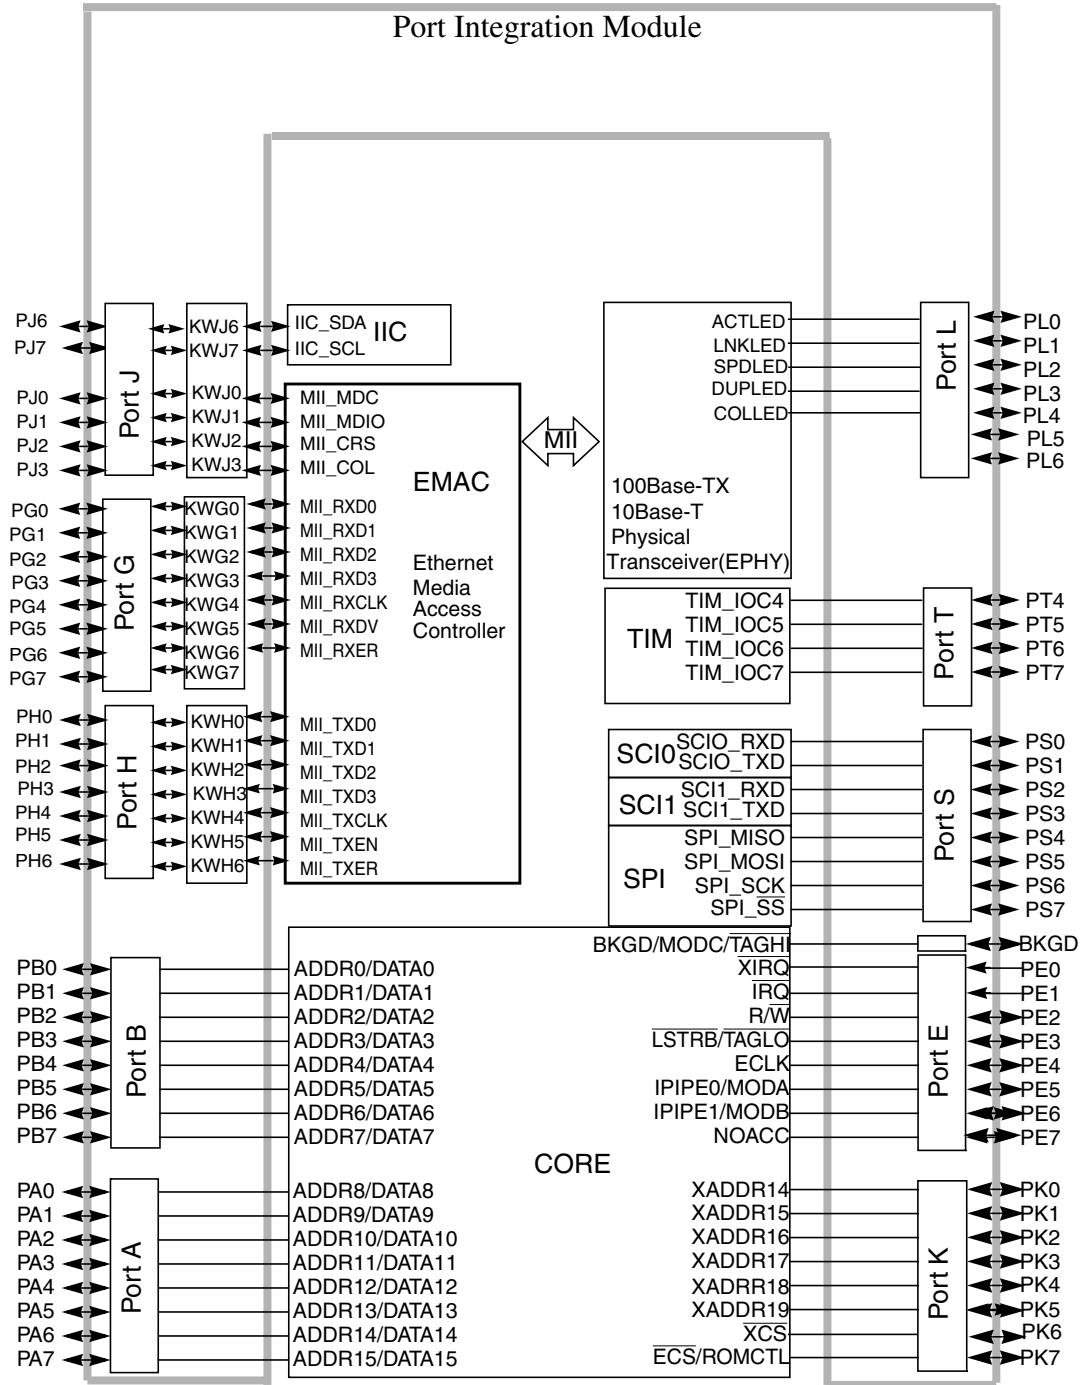 Port Integration Module
PJ6
PJ7
PJ0
PJ1
PJ2
PJ3
Port J
KWJ6
KWJ7
KWJ0
KWJ1
KWJ2
KWJ3
IIC_SDA
IIC_SCL
IIC
PG0
PG1
PG2
PG3
PG4
PG5
PG6
PG7
Port G
KWG0
KWG1
KWG2
KWG3
KWG4
KWG5
KWG6
KWG7
PH0
PH1
PH2
PH3
PH4
PH5
PH6
Port H
KWH0
KWH1
KWH2
KWH3
KWH4
KWH5
KWH6
MII_MDC
MII_MDIO
MII_CRS
MII_COL
MII_RXD0
MII_RXD1
MII_RXD2
MII_RXD3
MII_RXCLK
MII_RXDV
MII_RXER
MII_TXD0
MII_TXD1
MII_TXD2
MII_TXD3
MII_TXCLK
MII_TXEN
MII_TXER
EMAC
Ethernet
Media
Access
Controller
MII
ACTLED
LNKLED
SPDLED
DUPLED
COLLED
100Base-TX
10Base-T
Physical
Transceiver(EPHY)
Port L
PL0
PL1
PL2
PL3
PL4
PL5
PL6
TIM
TIM_IOC4
TIM_IOC5
TIM_IOC6
TIM_IOC7
Port T
PT4
PT5
PT6
PT7
SCI0
SCIO_RXD
SCIO_TXD
SCI1
SCI1_RXD
SCI1_TXD
SPI
SPI_MISO
SPI_MOSI
SPI_SCK
SPI_SS
Port S
PS0
PS1
PS2
PS3
PS4
PS5
PS6
PS7
PB0
PB1
PB2
PB3
PB4
PB5
PB6
PB7
Port B
ADDR0/DATA0
ADDR1/DATA1
ADDR2/DATA2
ADDR3/DATA3
ADDR4/DATA4
ADDR5/DATA5
ADDR6/DATA6
ADDR7/DATA7
PA0
PA1
PA2
PA3
PA4
PA5
PA6
PA7
Port A
ADDR8/DATA8
ADDR9/DATA9
ADDR10/DATA10
ADDR11/DATA11
ADDR12/DATA12
ADDR13/DATA13
ADDR14/DATA14
ADDR15/DATA15
CORE
BKGD/MODC/TAGHI
XIRQ
IRQ
R/W
LSTRB/TAGLO
ECLK
IPIPE0/MODA
IPIPE1/MODB
NOACC
BKGD
Port E
PE0
PE1
PE2
PE3
PE4
PE5
PE6
PE7
XADDR14
XADDR15
XADDR16
XADDR17
XADRR18
XADDR19
XCS
ECS/ROMCTL
Port K
PK0
PK1
PK2
PK3
PK4
PK5
PK6
PK7